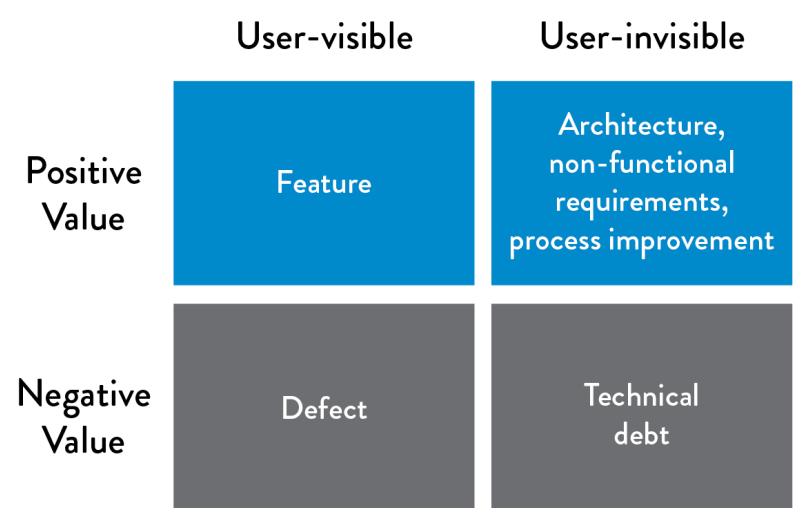 User-visible
User-invisible
Positive
Value
Feature
Architecture,
non-functional
requirements,
process improvement
Negative
Value
Defect
Technical
debt